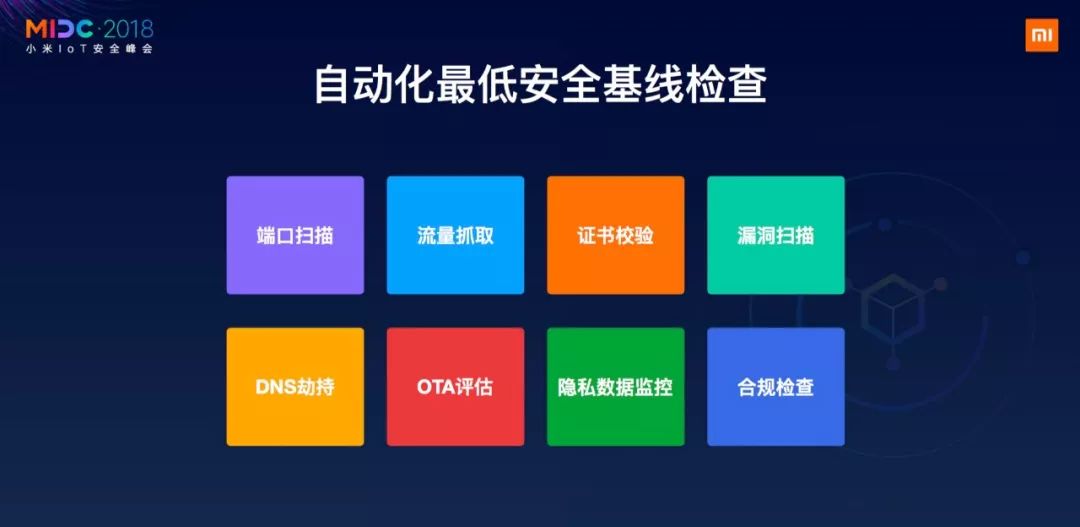 MIDC·2018
小米IoT安全峰会
mi
自动化最低安全基线检查
端口扫描
流量抓取
证书校验
漏洞扫描
DNS劫持
OTA评估
隐私数据监控
合规检查